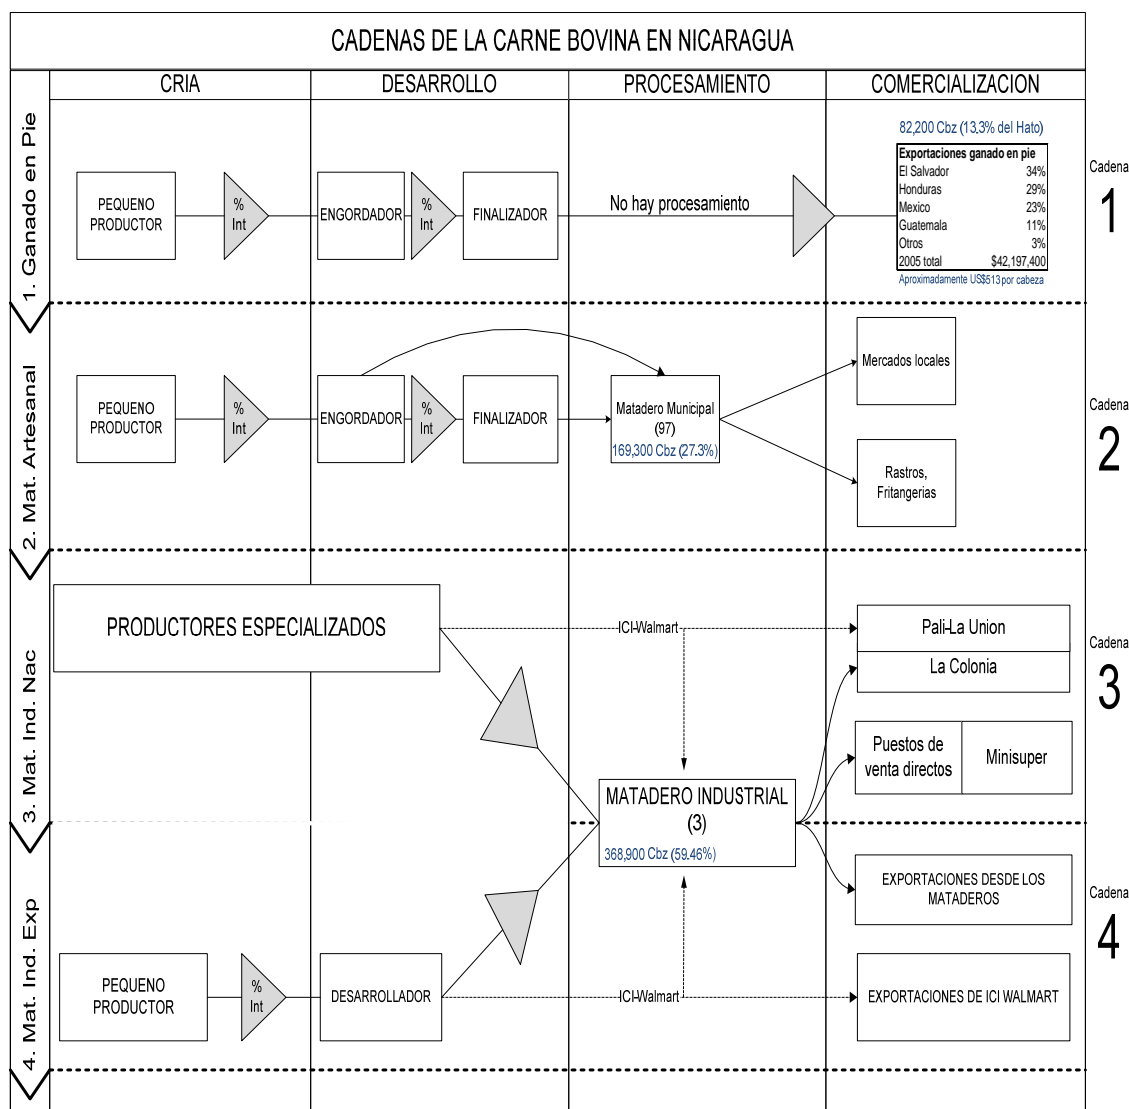 CADENAS DE LA CARNE BOVINA EN NICARAGUA
CRIA
DESARROLLO
PROCESAMIENTO
COMERCIALIZACION
1. Ganado en Pie
PEQUENO
PRODUCTOR
%
Int
ENGORDADOR
%
Int
FINALIZADOR
No hay procesamiento
82,200 Cbz (13,3% del Hato)
Exportaciones ganado en pie
El Salvador 34%
Honduras 29%
Mexico 23%
Guatemala 11%
Otros 3%
2005 total $42,197,400
Aproximadamente US$513 por cabeza
Cadena
1
2. Mat. Artesanal
PEQUENO
PRODUCTOR
%
Int
ENGORDADOR
%
Int
FINALIZADOR
Matadero Municipal
(97)
169,300 Cbz (27.3%)
Mercados locales
Rastros,
Fritangerias
Cadena
2
3. Mat. Ind. Nac
PRODUCTORES ESPECIALIZADOS
ICI-Walmart
Pali-La Union
La Colonia
Puestos de
venta directos
Minisuper
Cadena
3
MATADERO INDUSTRIAL
(3)
368,900 Cbz (59.46%)
4. Mat. Ind. Exp
PEQUENO
PRODUCTOR
%
Int
DESARROLLADOR
ICI-Walmart
EXPORTACIONES DESDE LOS
MATADEROS
EXPORTACIONES DE ICI WALMART
Cadena
4